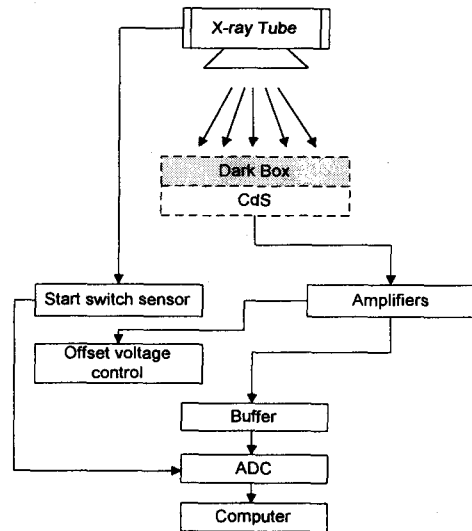 X-ray Tube
Dark Box
CdS
Start switch sensor
Amplifiers
Offset voltage
control
Buffer
ADC
Computer